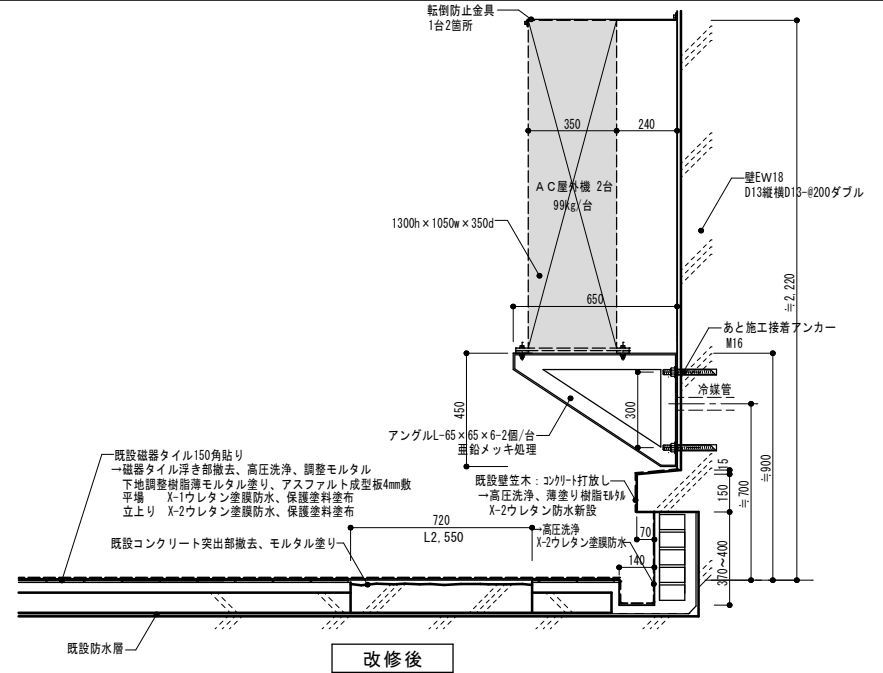 転倒防止金具
1台2箇所
350
240
AC屋外機 2台
99kg/台
壁EW18
D13縦横D13-@200ダブル
1300h×1050w×350d
≒2,220
650
あと施工接着アンカー
M16
冷媒管
450
300
アングルL-65×65×6-2個/台
亜鉛メッキ処理
≒900
≒700
15
150
既設磁器タイル150角貼り
→磁器タイル浮き部撤去、高圧洗浄、調整モルタル
下地調整樹脂薄モルタル塗り、アスファルト成型板4mm敷
平場 X-1ウレタン塗膜防水、保護塗料塗布
立上り X-2ウレタン塗膜防水、保護塗料塗布
既設壁笠木:コンクリート打放し
→高圧洗浄、薄塗り樹脂モルタル
X-2ウレタン防水新設
720
L2,550
→高圧洗浄
X-2ウレタン塗膜防水
70
140
370~400
既設コンクリート突出部撤去、モルタル塗り
既設防水層
改修後